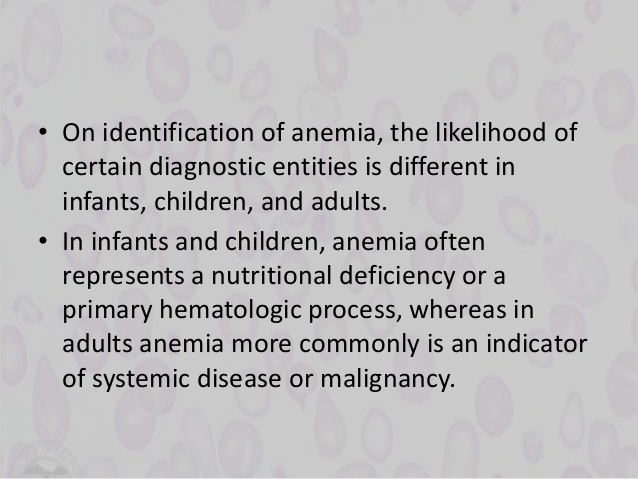 • On identification of anemia, the likelihood of
certain diagnostic entities is different in
infants, children, and adults.
• In infants and children, anemia often
represents a nutritional deficiency or a
primary hematologic process, whereas in
adults anemia more commonly is an indicator
of systemic disease or malignancy.